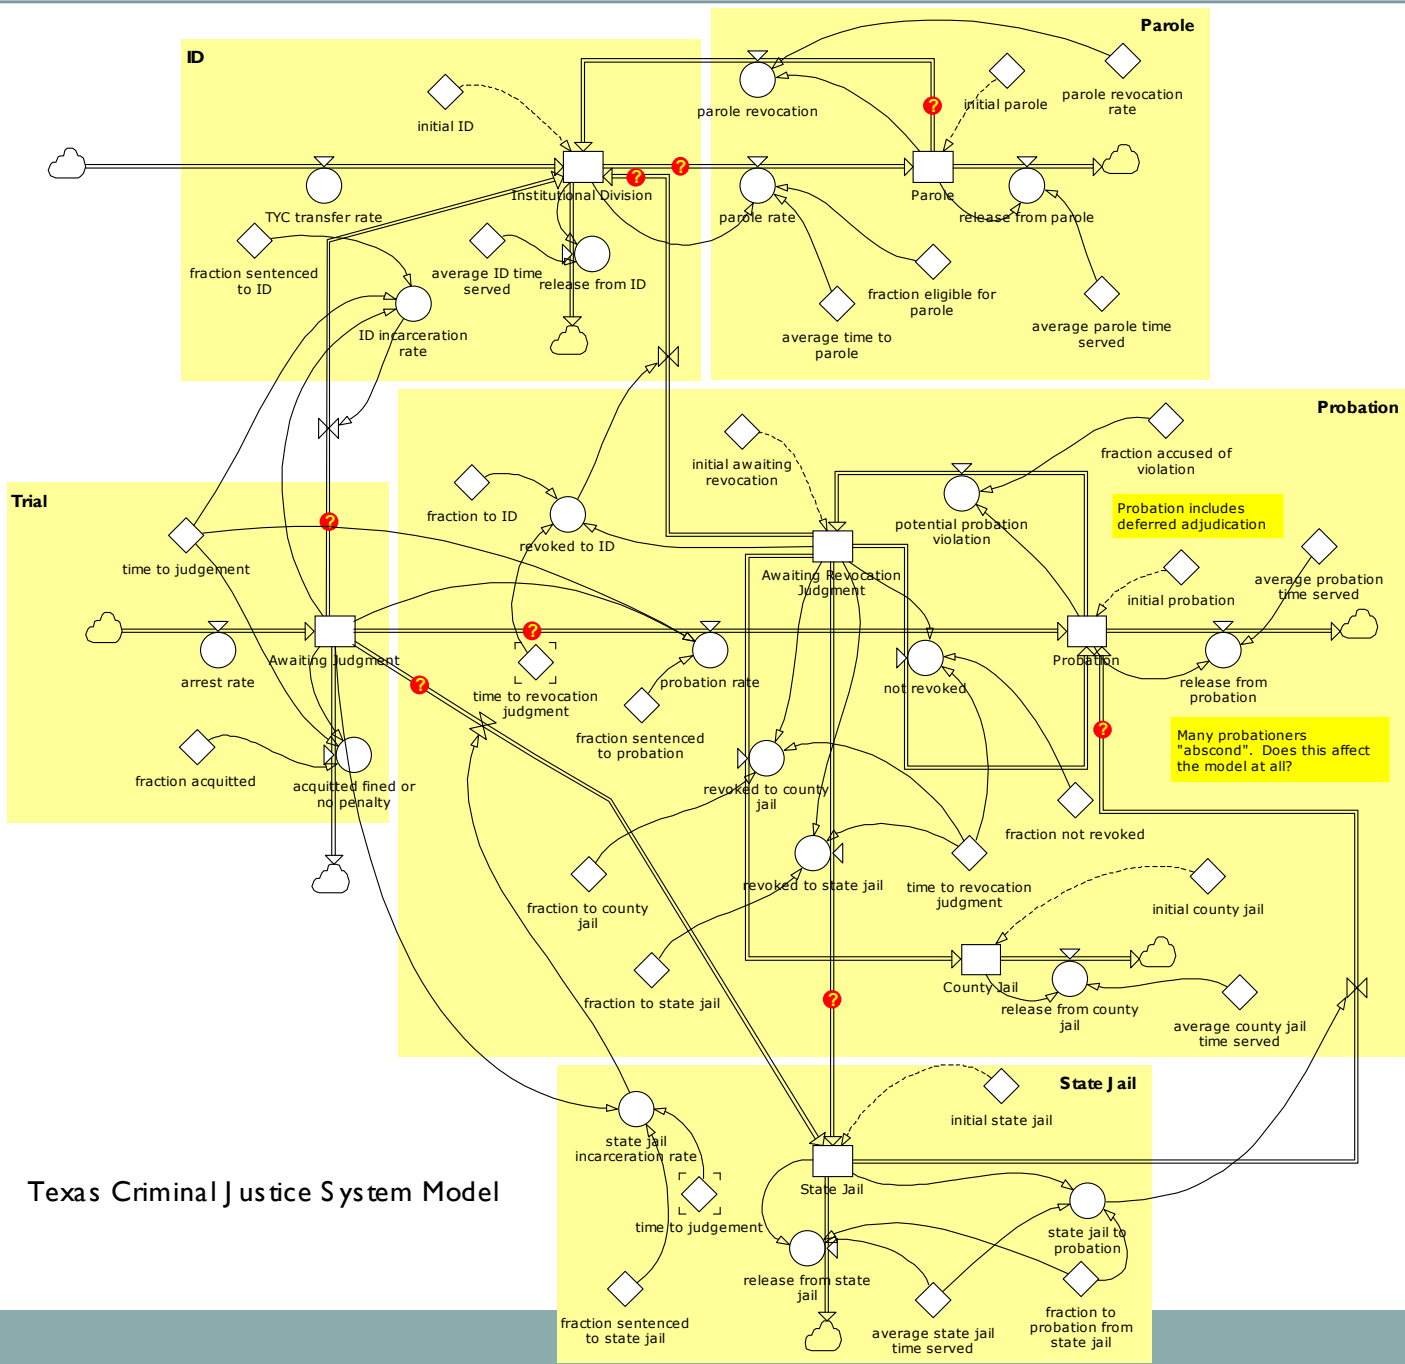 Parole
ID
parole revocation
initial parole
parole revocation
rate
initial ID
Institutional Division
TYC transfer rate
parole rate
Parole
release from parole
fraction sentenced
to ID
average ID time
served
release from ID
fraction eligible for
parole
average time to
parole
average parole time
served
ID incarceration
rate
Probation
initial awaiting
revocation
fraction accused of
violation
Trial
fraction to ID
revoked to ID
potential probation
violation
Probation includes
deferred adjudication
time to judgement
Awaiting Revocation
Judgment
initial probation
average probation
time served
Awaiting Judgment
arrest rate
time to revocation
judgment
probation rate
not revoked
Probation
release from
probation
fraction sentenced
to probation
Many probationers
"abscond". Does this affect
the model at all?
fraction acquitted
acquitted fined or
no penalty
revoked to county
jail
fraction not revoked
revoked to state jail
time to revocation
judgment
fraction to county
jail
initial county jail
fraction to state jail
County Jail
release from county
jail
average county jail
time served
State Jail
initial state jail
state jail
incarceration rate
State Jail
Texas Criminal Justice System Model
time to judgement
state jail to
probation
release from state
jail
fraction sentenced
to state jail
average state jail
time served
fraction to
probation from
state jail
?
?
?
?
?
?
?
?